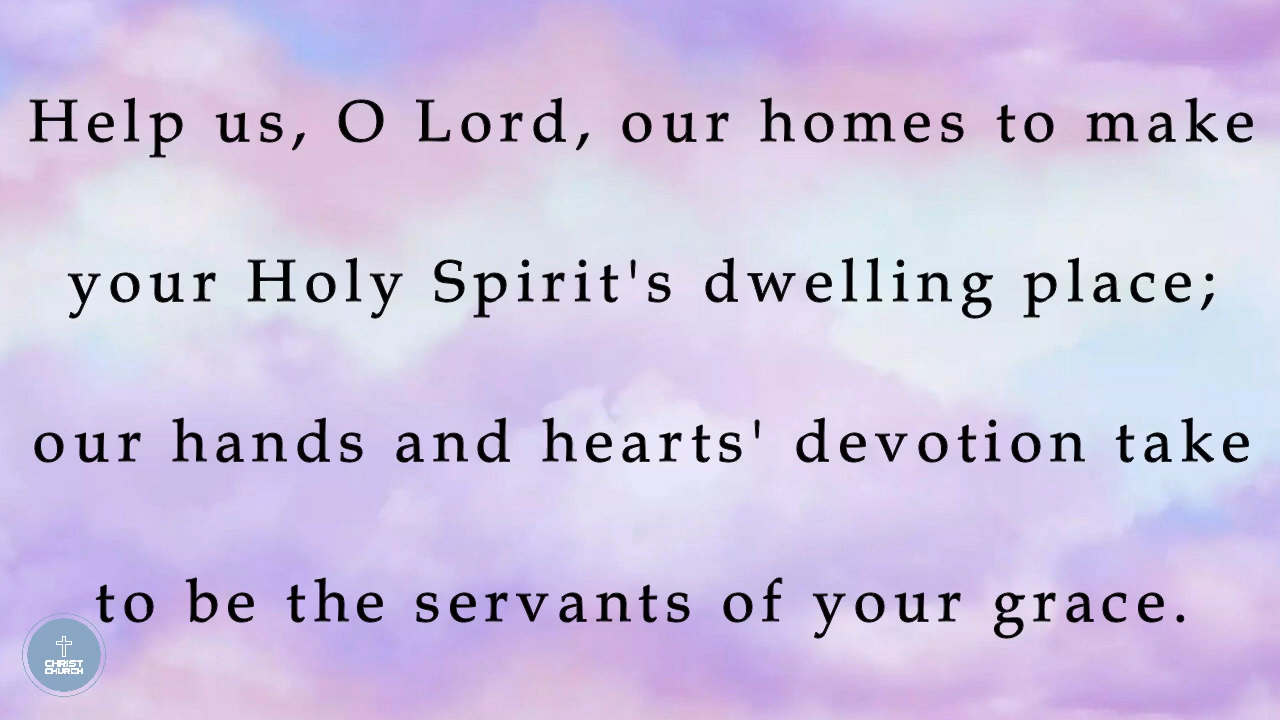 Help us, O Lord, our homes to make
your Holy Spirit's dwelling place;
our hands and hearts' devotion take
to be the servants of your grace.
CHRIST
CHURCH